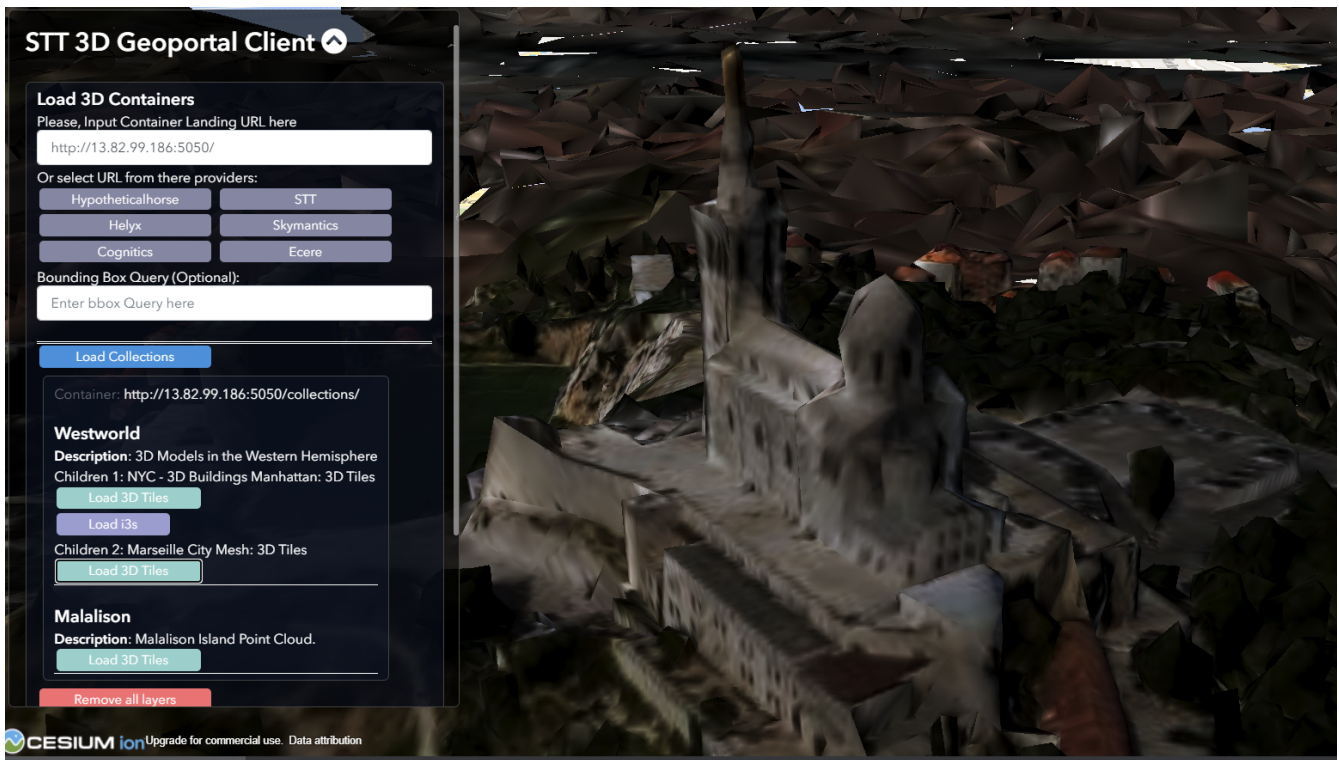 STT 3D Geoportal Client
Load 3D Containers
Please, Input Container Landing URL here
http://13.82.99.186:5050/
Or select URL from there providers:
Hypotheticalhorse STT
Helyx Skymantics
Cognitics Ecere
Bounding Box Query (Optional):
Enter bbox Query here
Load Collections
Container: http://13.82.99.186:5050/collections/
Westworld
Description: 3D Models in the Western Hemisphere
Children 1: NYC - 3D Buildings Manhattan: 3D Tiles
Load 3D Tiles
Load i3s
Children 2: Marseille City Mesh: 3D Tiles
Load 3D Tiles
Malalison
Description: Malalison Island Point Cloud.
Load 3D Tiles
Remove all layers
CESIUM ion Upgrade for commercial use. Data attribution